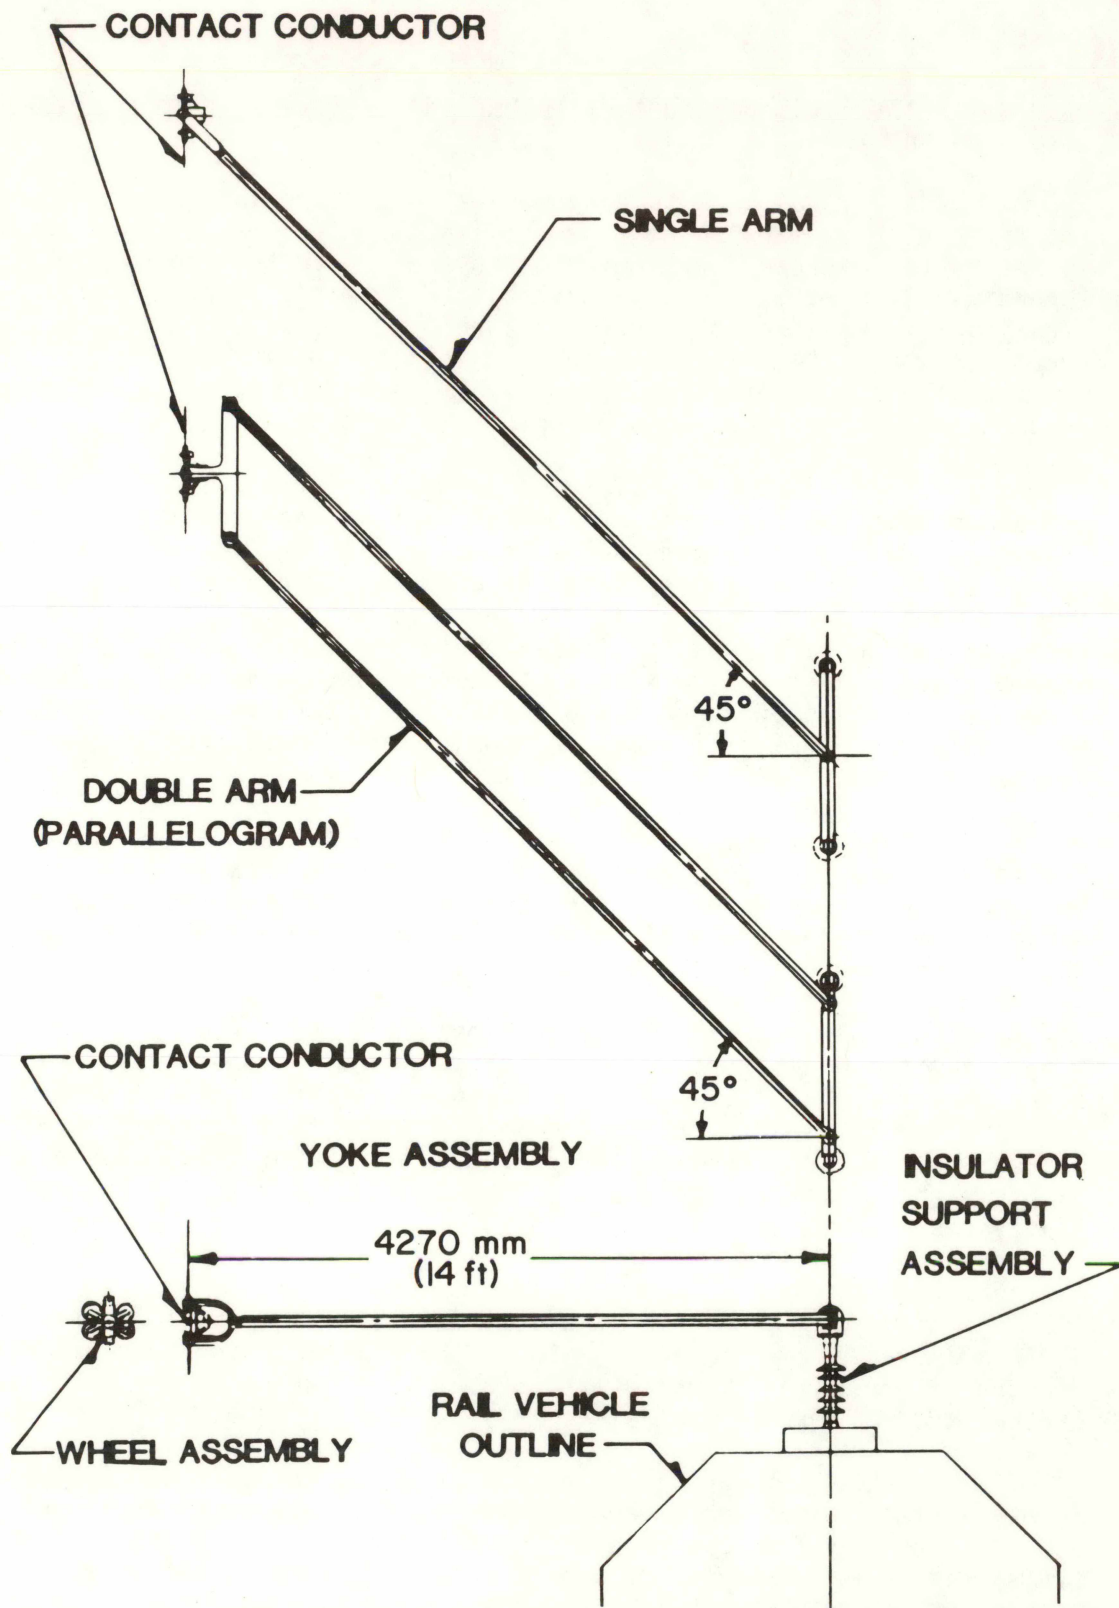 CONTACT CONDUCTOR
SINGLE ARM
45°
DOUBLE ARM
(PARALLELOGRAM)
CONTACT CONDUCTOR
45°
YOKE ASSEMBLY
INSULATOR
SUPPORT
ASSEMBLY
4270 mm
(14 ft)
RAIL VEHICLE
OUTLINE
WHEEL ASSEMBLY